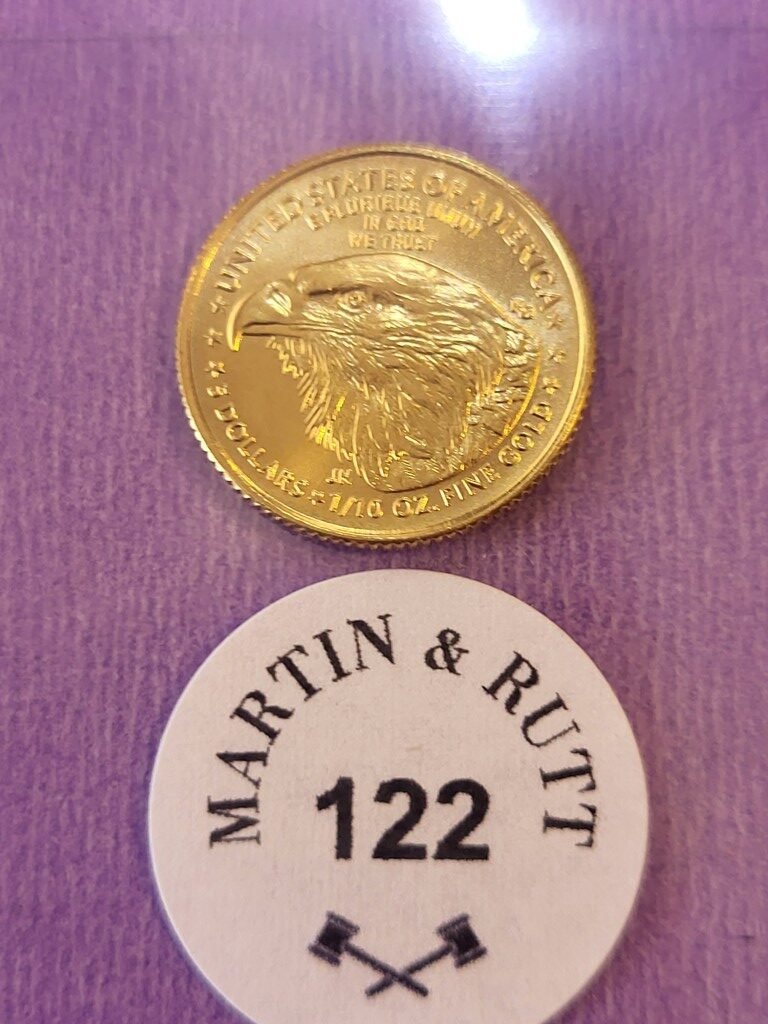 UNITED STATES OF AMERICA
E PLURIBUS UNUM
IN GOD
WE TRUST
5 DOLLARS 1/10 OZ. FINE GOLD
JN
MARTIN & RUTT
122